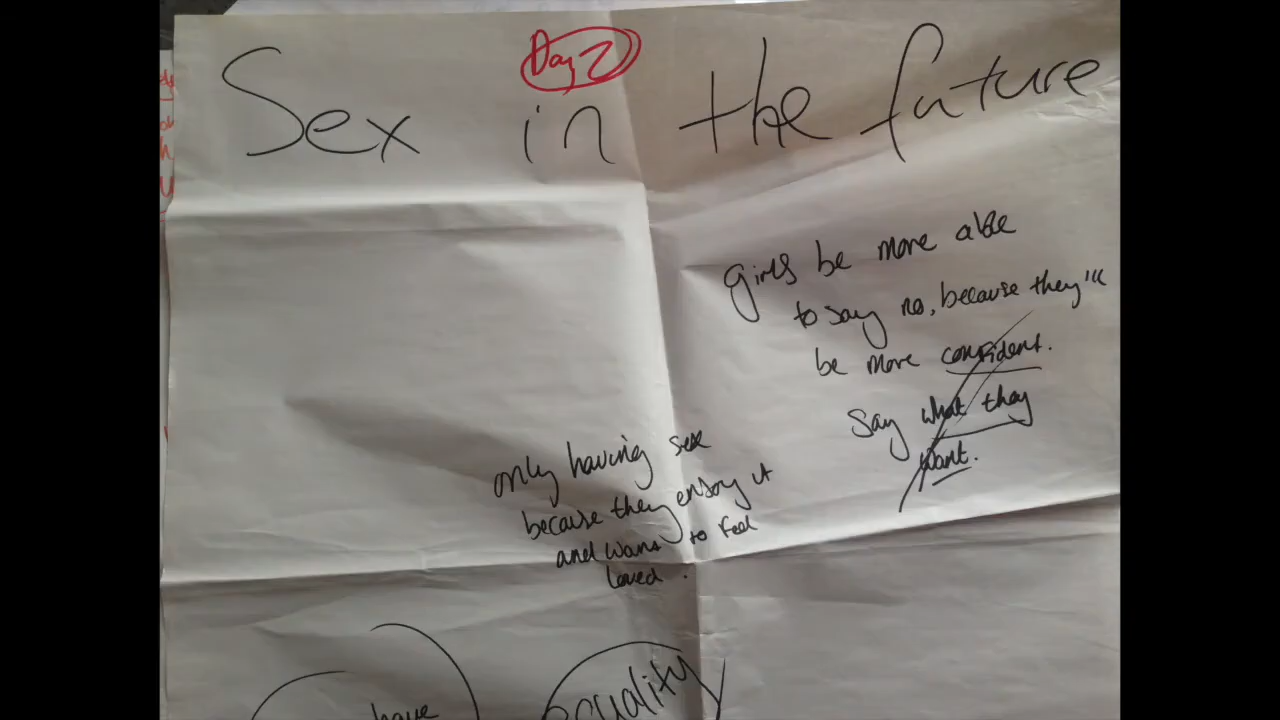 Day 2
Sex in the future
girls be more able
to say no, because they'll
be more confident.
say what they
want.
only having sex
because they enjoy it
and want to feel
loved.
have
equality